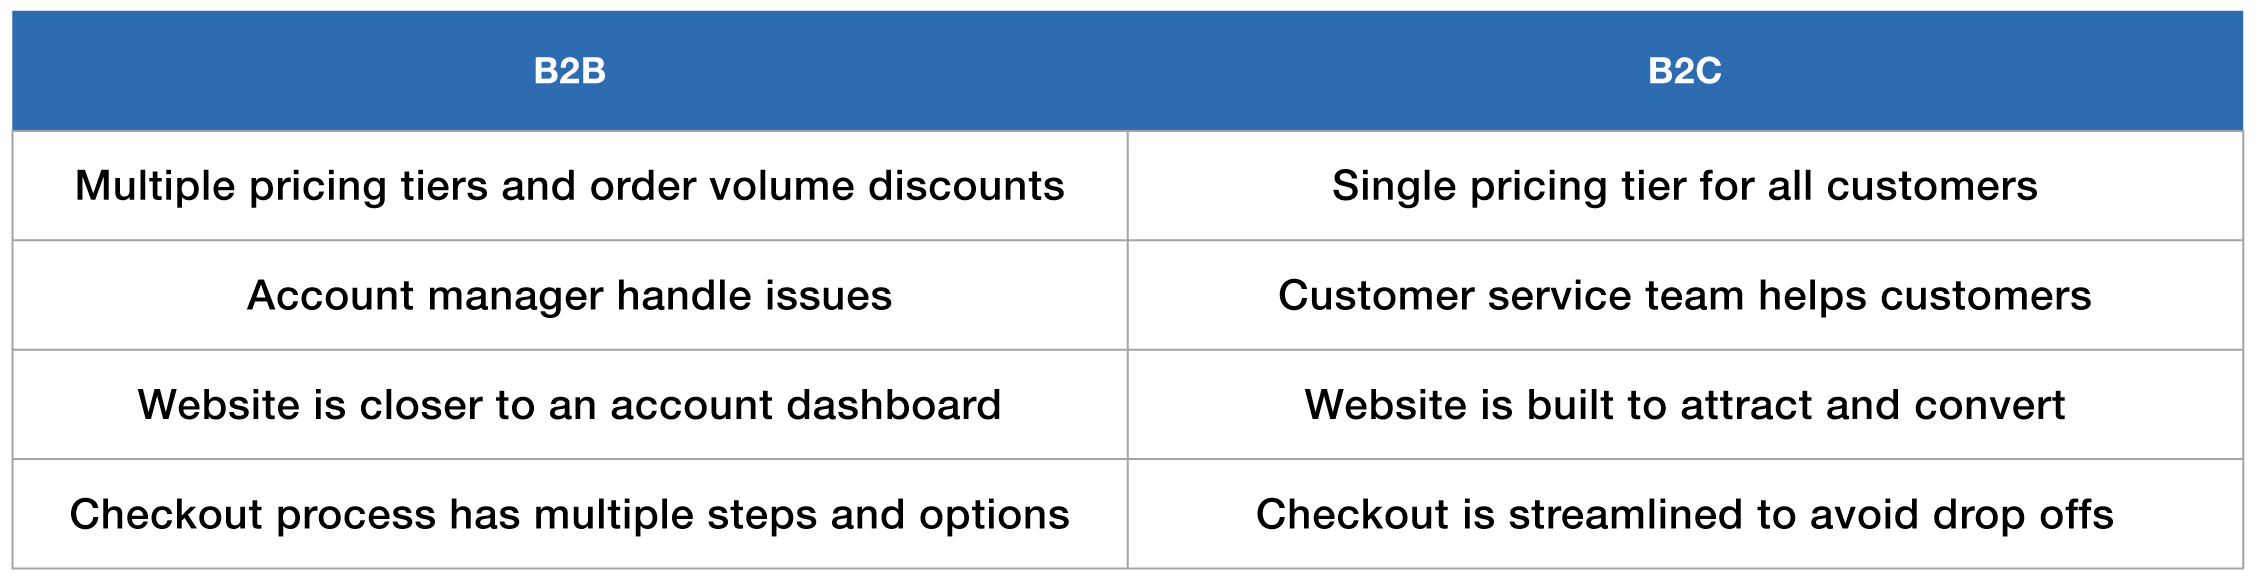 B2B
B2C
Multiple pricing tiers and order volume discounts
Single pricing tier for all customers
Account manager handle issues
Customer service team helps customers
Website is closer to an account dashboard
Website is built to attract and convert
Checkout process has multiple steps and options
Checkout is streamlined to avoid drop offs